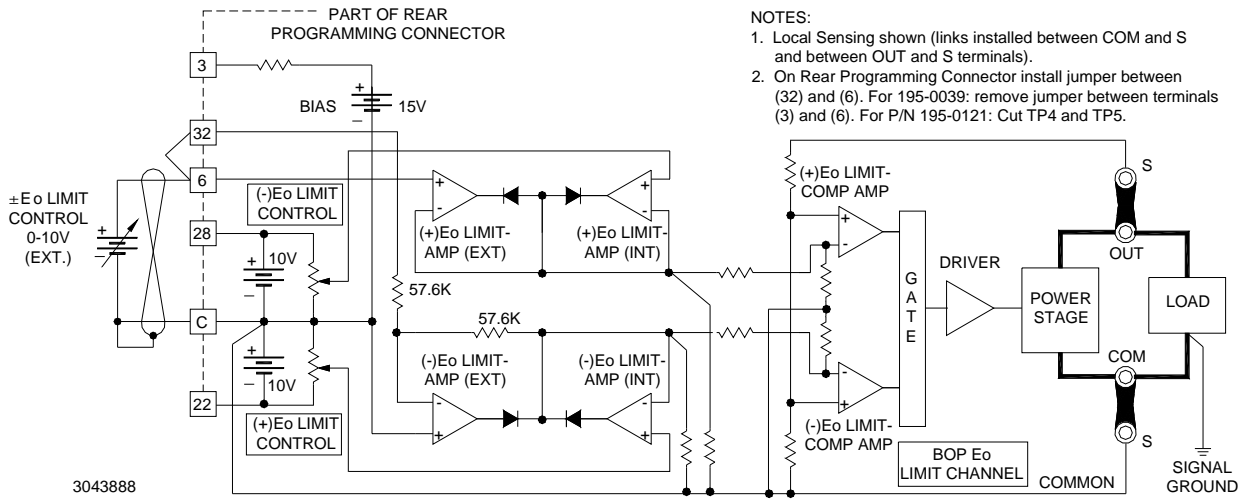 PART OF REAR
PROGRAMMING CONNECTOR
NOTES:
1. Local Sensing shown (links installed between COM and S
and between OUT and S terminals).
2. On Rear Programming Connector install jumper between
(32) and (6). For 195-0039: remove jumper between terminals
(3) and (6). For P/N 195-0121: Cut TP4 and TP5.
3
BIAS
+
–
15V
32
6
±Eo LIMIT
CONTROL
0-10V
(EXT.)
+
–
(-)Eo LIMIT
CONTROL
28
10V
+
–
C
+
–
10V
22
(+)Eo LIMIT
CONTROL
+
-
(+)Eo LIMIT-
AMP (EXT)
+
-
(+)Eo LIMIT-
AMP (INT)
57.6K
57.6K
(-)Eo LIMIT-
AMP (EXT)
-
+
(-)Eo LIMIT-
AMP (INT)
-
+
(+)Eo LIMIT-
COMP AMP
+
-
-
+
(-)Eo LIMIT-
COMP AMP
GATE
DRIVER
POWER
STAGE
S
OUT
LOAD
COM
S
BOP Eo
LIMIT CHANNEL
COMMON
SIGNAL
GROUND
3043888